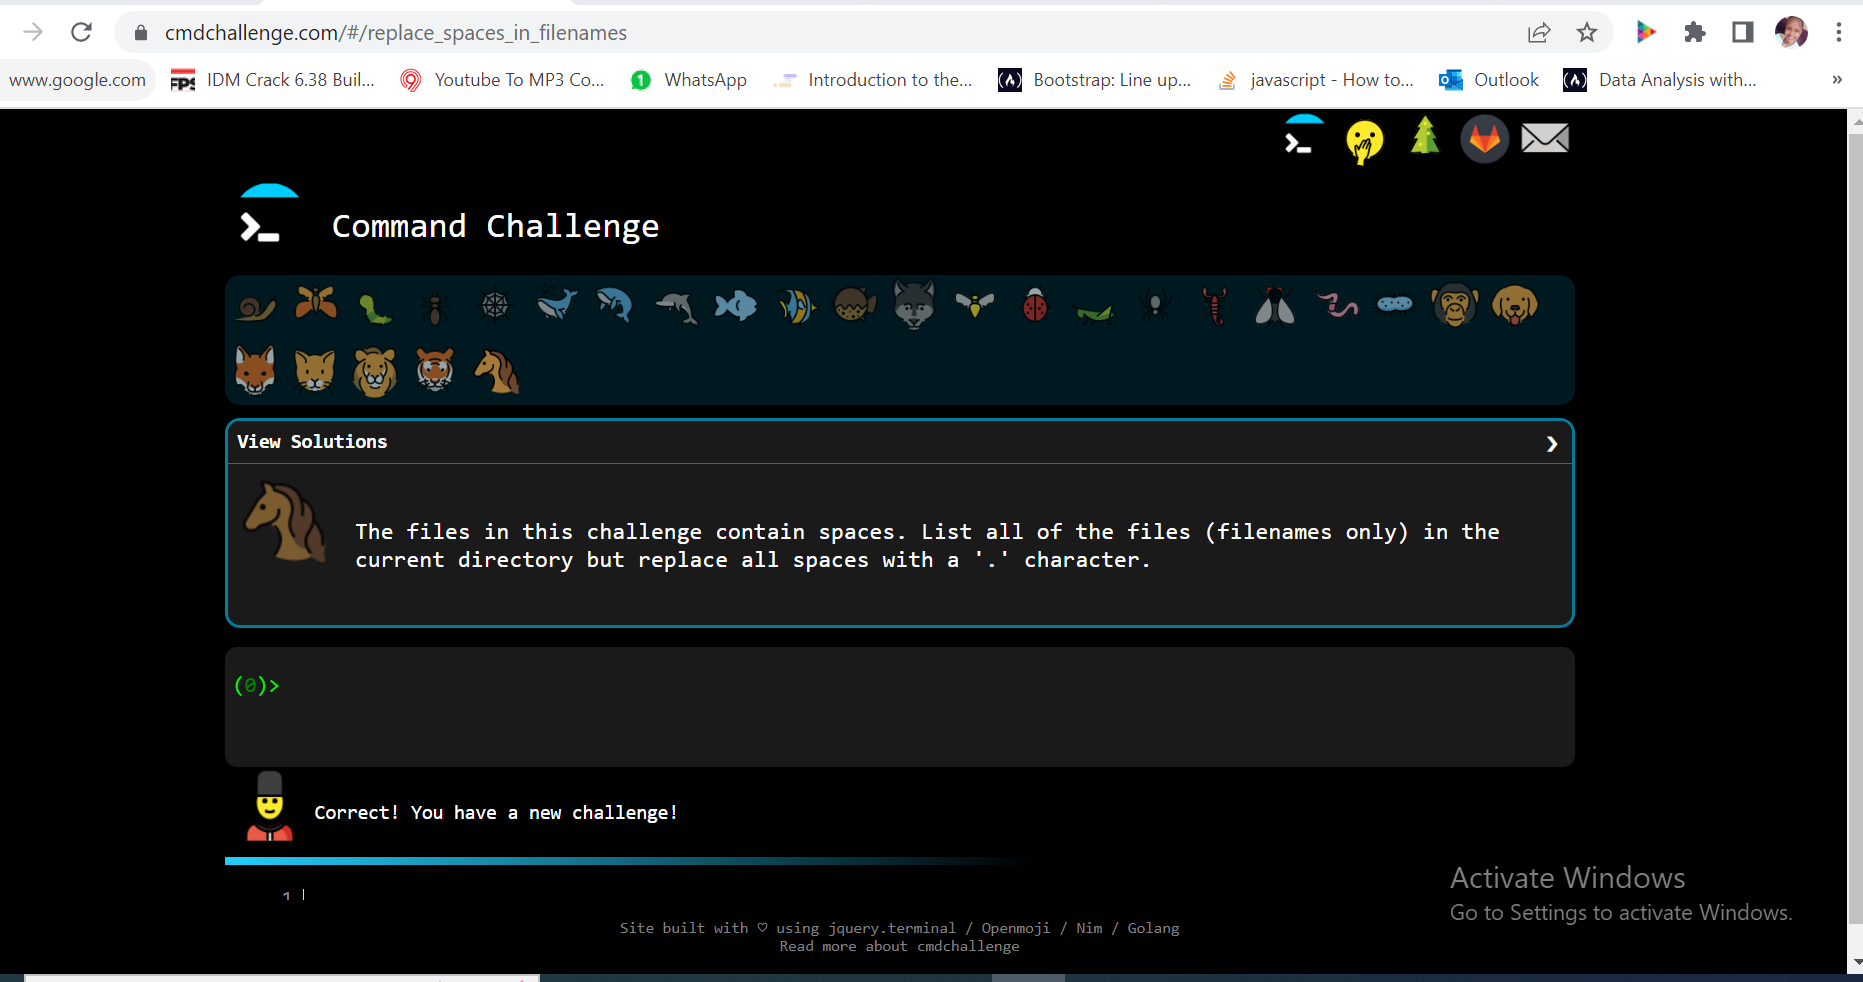 cmdchallenge.com/#/replace_spaces_in_filenames
www.google.com
FPS
IDM Crack 6.38 Buil...
Youtube To MP3 Co...
1
WhatsApp
Introduction to the...
(ʌ)
Bootstrap: Line up...
javascript - How to...
Outlook
(ʌ)
Data Analysis with...
»
Command Challenge
View Solutions
The files in this challenge contain spaces. List all of the files (filenames only) in the
current directory but replace all spaces with a '.' character.
(0)>
Correct! You have a new challenge!
1
Activate Windows
Go to Settings to activate Windows.
Site built with ♡ using jquery.terminal / Openmoji / Nim / Golang
Read more about cmdchallenge